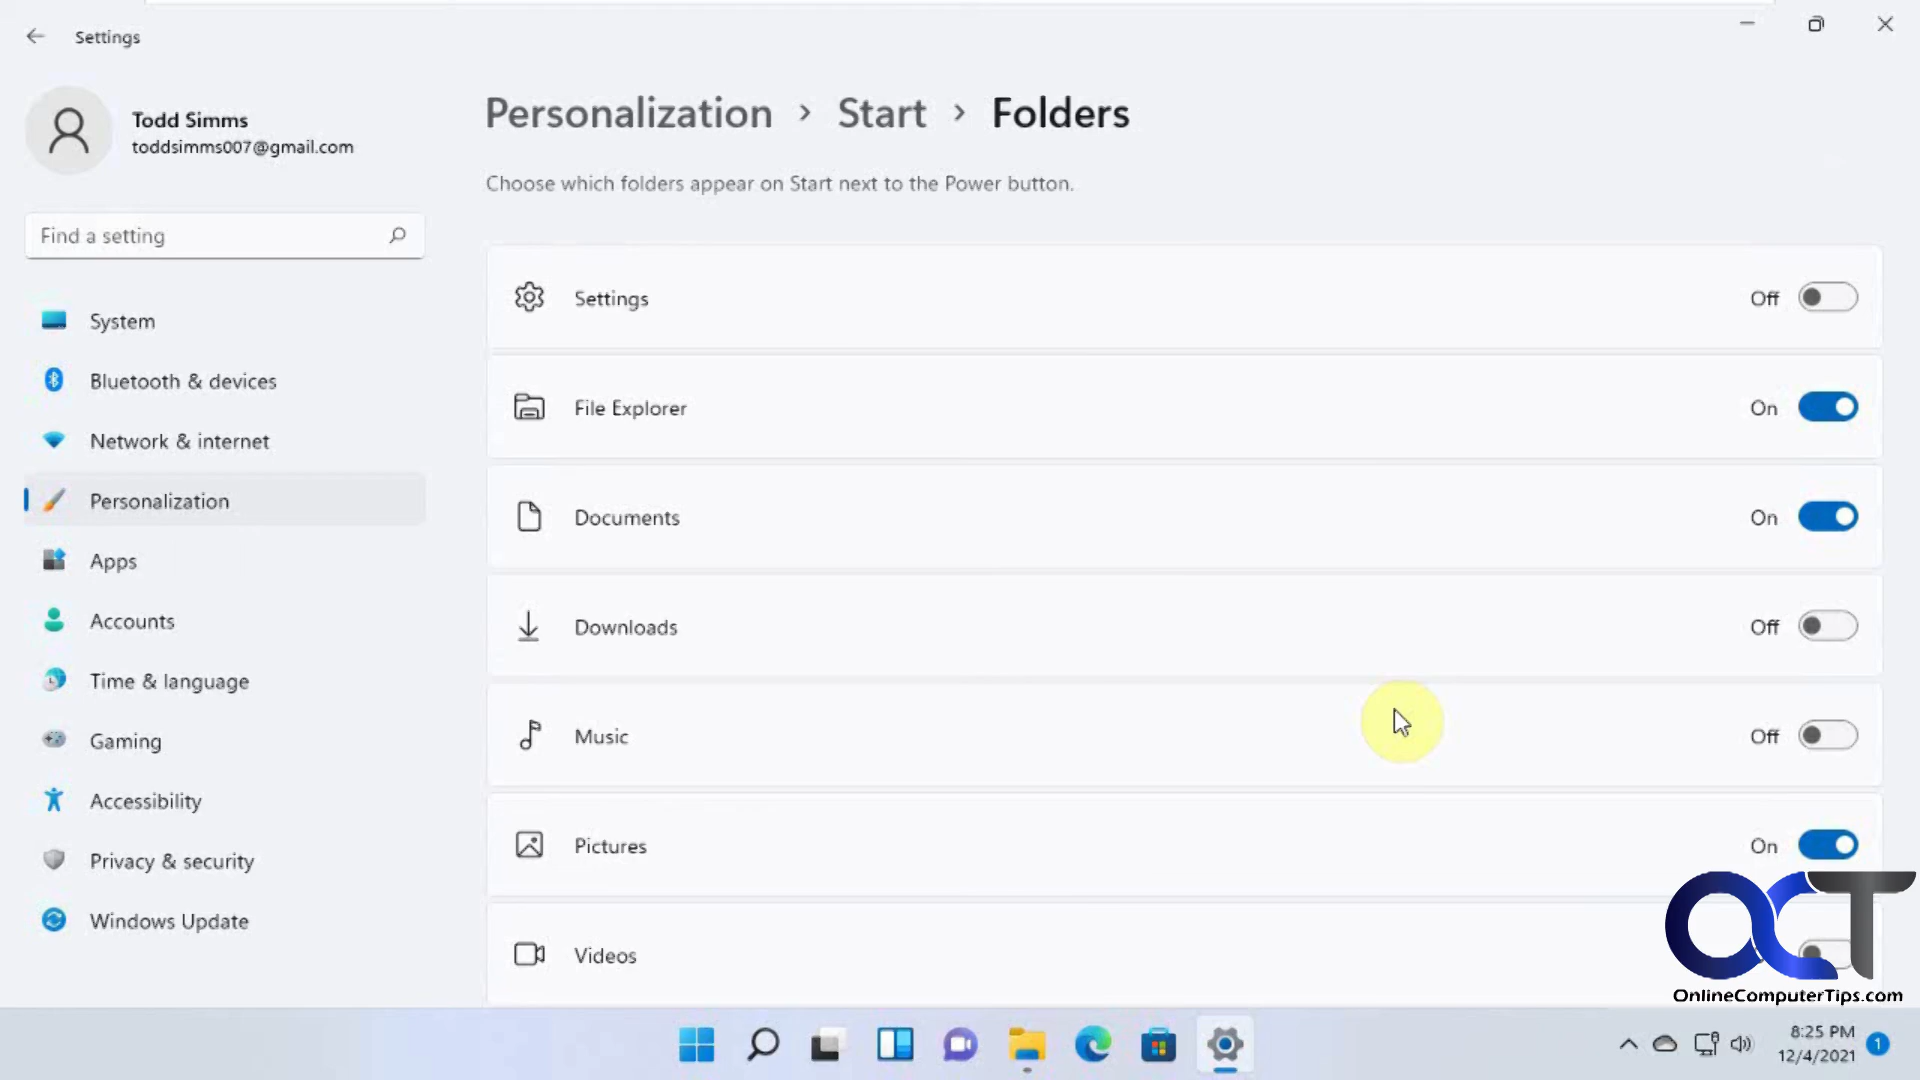 Settings
Todd Simms
toddsimms007@gmail.com
Find a setting
System
Bluetooth & devices
Network & internet
Personalization
Apps
Accounts
Time & language
Gaming
Accessibility
Privacy & security
Windows Update
Personalization > Start > Folders
Choose which folders appear on Start next to the Power button.
Settings Off
File Explorer On
Documents On
Downloads Off
Music Off
Pictures On
Videos
OCT
OnlineComputerTips.com
8:25 PM
12/4/2021
1